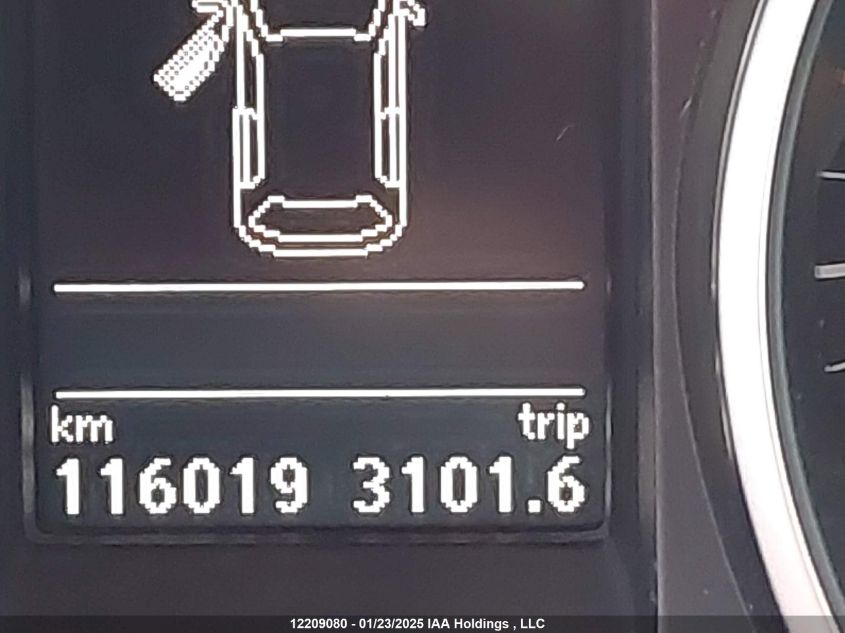 km trip
116019 3101.6
12209080 - 01/23/2025 IAA Holdings , LLC